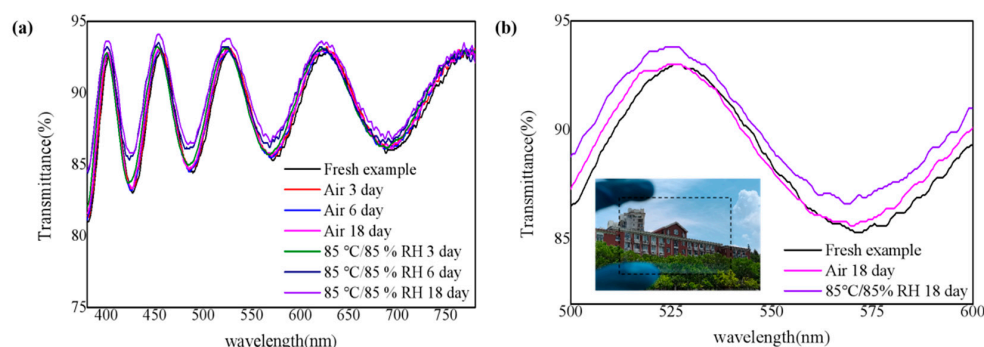 (a)
95
90
85
80
75
Transmittance(%)
380 400 450 500 550 600 650 700 750
wavelength(nm)
Fresh example
Air 3 day
Air 6 day
Air 18 day
85 ℃/85 % RH 3 day
85 ℃/85 % RH 6 day
85 ℃/85 % RH 18 day
(b)
95
90
85
Transmittance(%)
500 525 550 575 600
wavelength(nm)
Fresh example
Air 18 day
85℃/85% RH 18 day